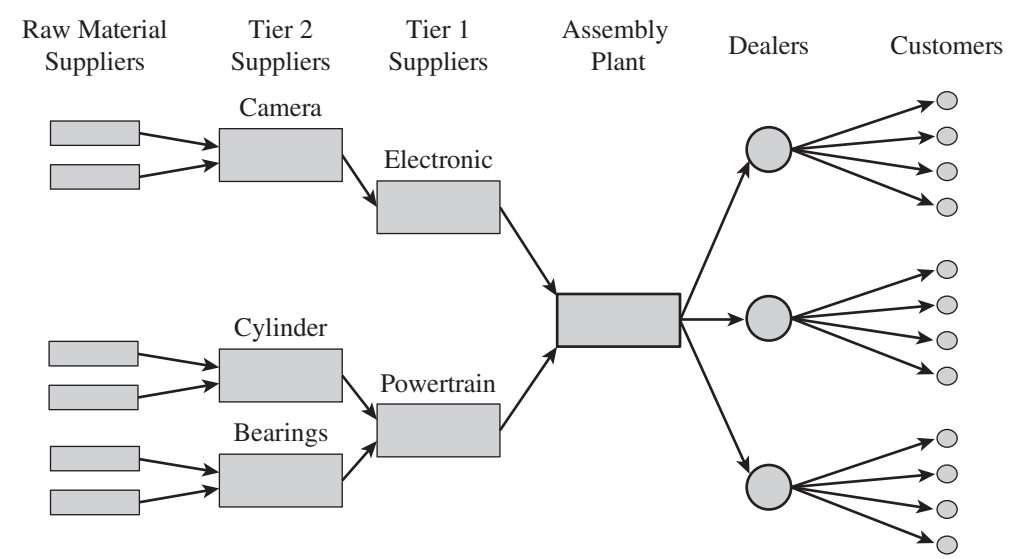 Raw Material
Suppliers
Tier 2
Suppliers
Tier 1
Suppliers
Assembly
Plant
Dealers
Customers
Camera
Electronic
Cylinder
Powertrain
Bearings